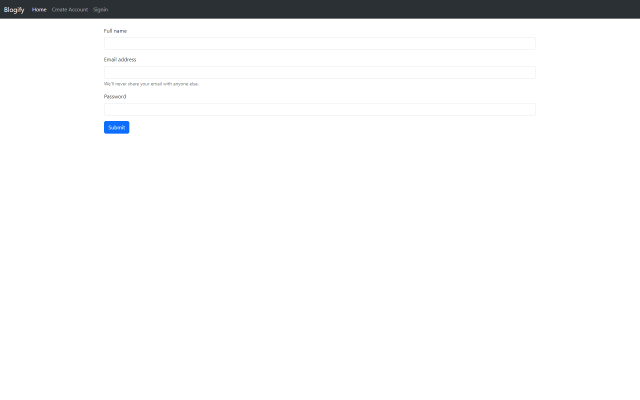 Blogify Home Create Account Signin
Full name
Email address
We'll never share your email with anyone else.
Password
Submit